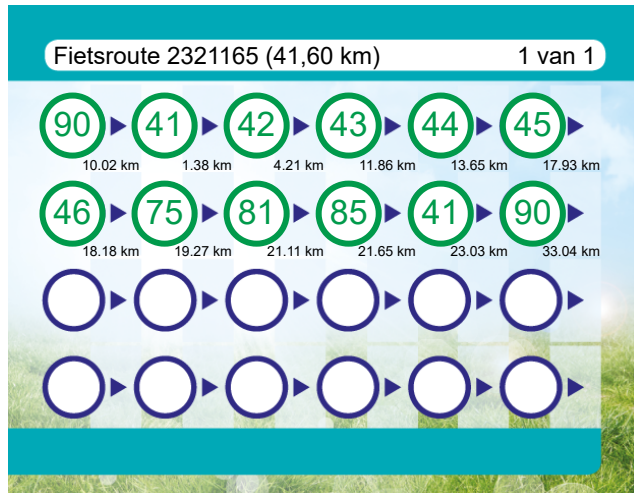 Fietsroute 2321165 (41,60 km) 1 van 1
90 41 42 43 44 45
10.02 km 1.38 km 4.21 km 11.86 km 13.65 km 17.93 km
46 75 81 85 41 90
18.18 km 19.27 km 21.11 km 21.65 km 23.03 km 33.04 km